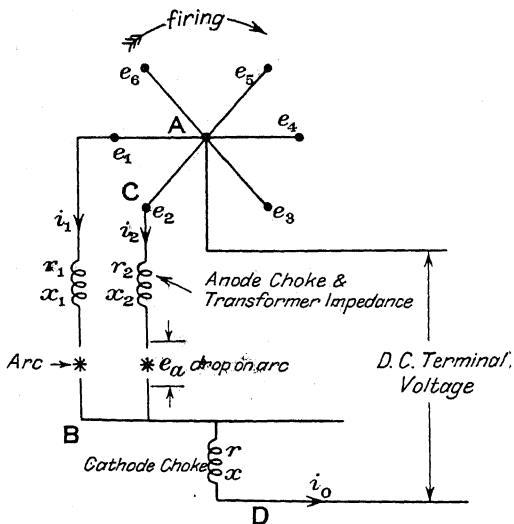 firing
e6
e5
A
e4
e1
C
e2
e3
i1
i2
r1
x1
r2
x2
Anode Choke &
Transformer Impedance
Arc
ea drop on arc
D.C. Terminal
Voltage
B
Cathode Choke
r
x
i0
D